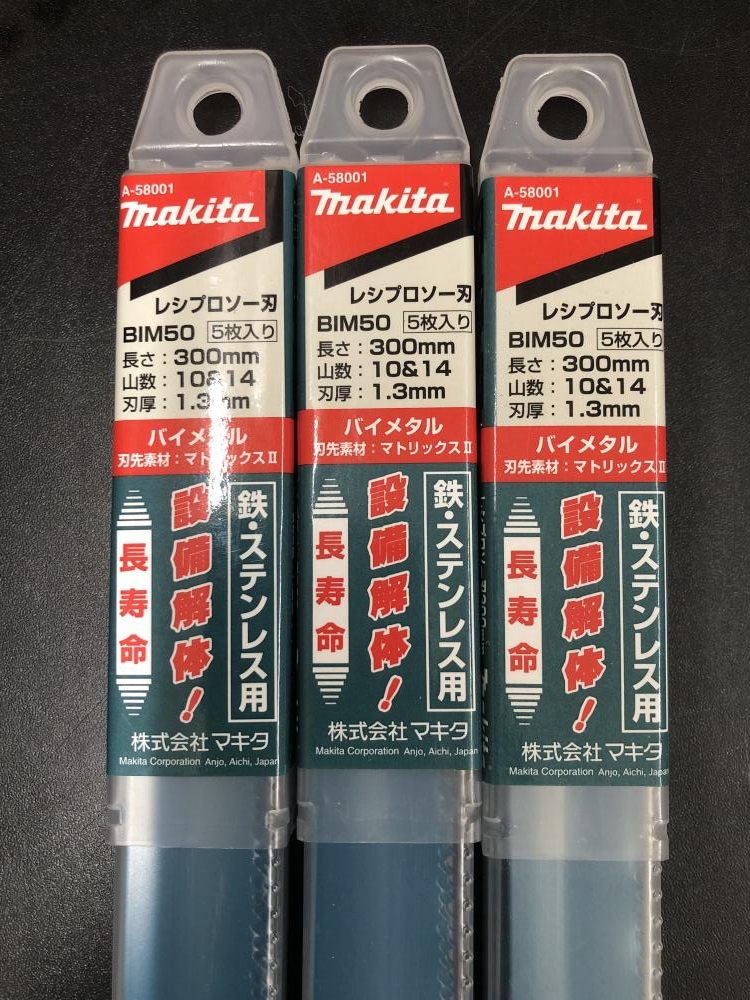 A-58001
makita
レシプロソー刃
BIM50 5枚入り
長さ:300mm
山数:10&14
刃厚:1.3mm
バイメタル
刃先素材:マトリックスII
鉄・ステンレス用
設備解体!
長寿命
株式会社マキタ
Makita Corporation Anjo, Aichi, Japan
A-58001
makita
レシプロソー刃
BIM50 5枚入り
長さ:300mm
山数:10&14
刃厚:1.3mm
バイメタル
刃先素材:マトリックスII
鉄・ステンレス用
設備解体!
長寿命
株式会社マキタ
Makita Corporation Anjo, Aichi, Japan
A-58001
makita
レシプロソー刃
BIM50 5枚入り
長さ:300mm
山数:10&14
刃厚:1.3mm
バイメタル
刃先素材:マトリックスII
鉄・ステンレス用
設備解体!
長寿命
株式会社マキタ
Makita Corporation Anjo, Aichi, Japan